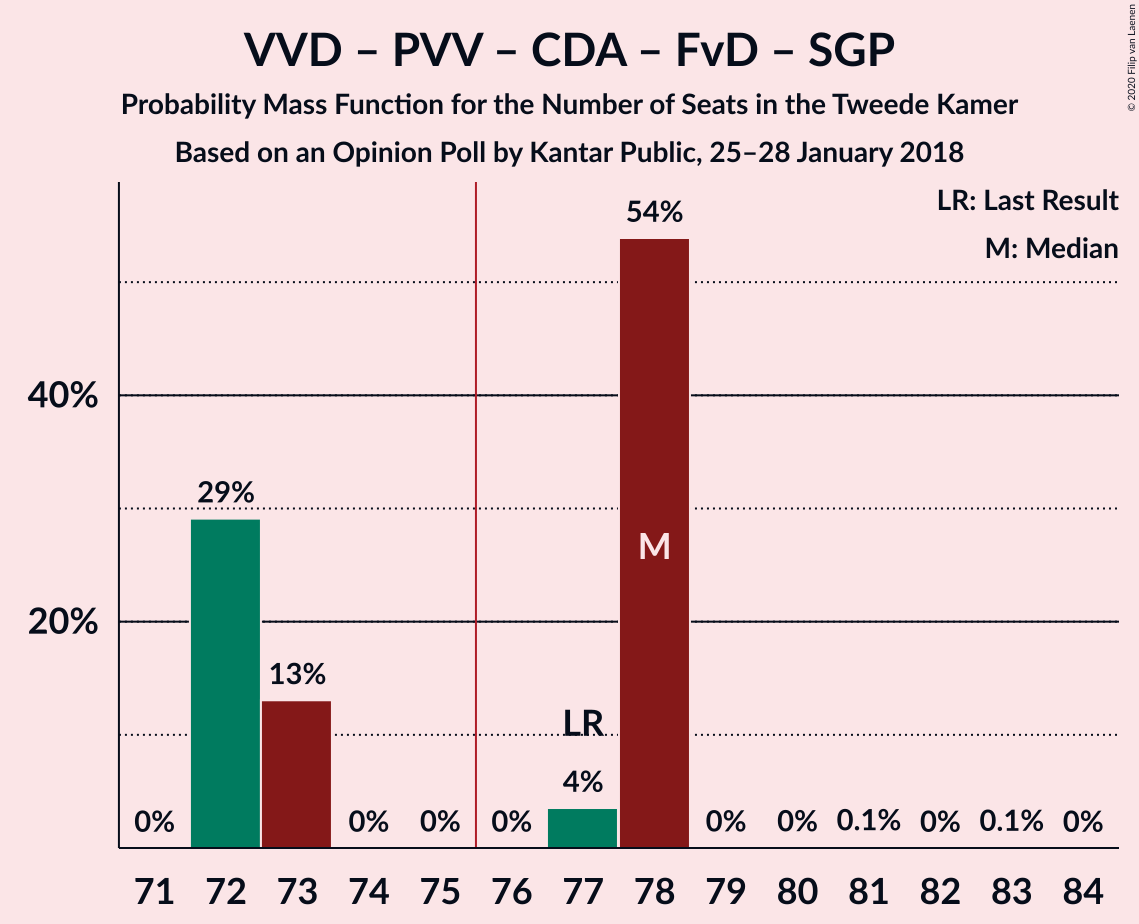 VVD – PVV – CDA – FvD – SGP
Probability Mass Function for the Number of Seats in the Tweede Kamer
Based on an Opinion Poll by Kantar Public, 25–28 January 2018
© 2020 Filip van Laenen
LR: Last Result
M: Median
54%
40%
29%
M
20%
13%
LR
4%
0% 0% 0% 0% 0% 0% 0.1% 0% 0.1% 0%
71 72 73 74 75 76 77 78 79 80 81 82 83 84